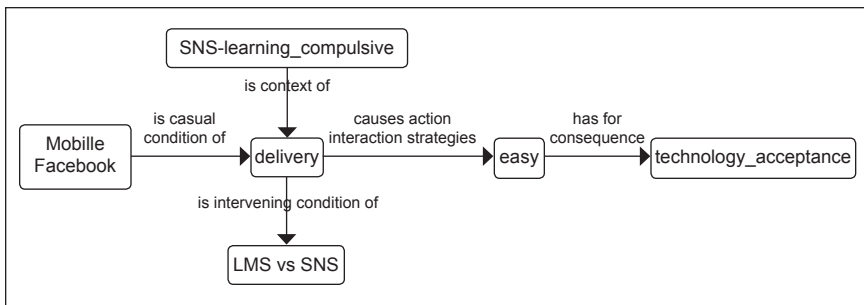 SNS-learning_compulsive
is context of
is casual
condition of
causes action
interaction strategies
has for
consequence
Mobille
Facebook
delivery
easy
technology_acceptance
is intervening condition of
LMS vs SNS